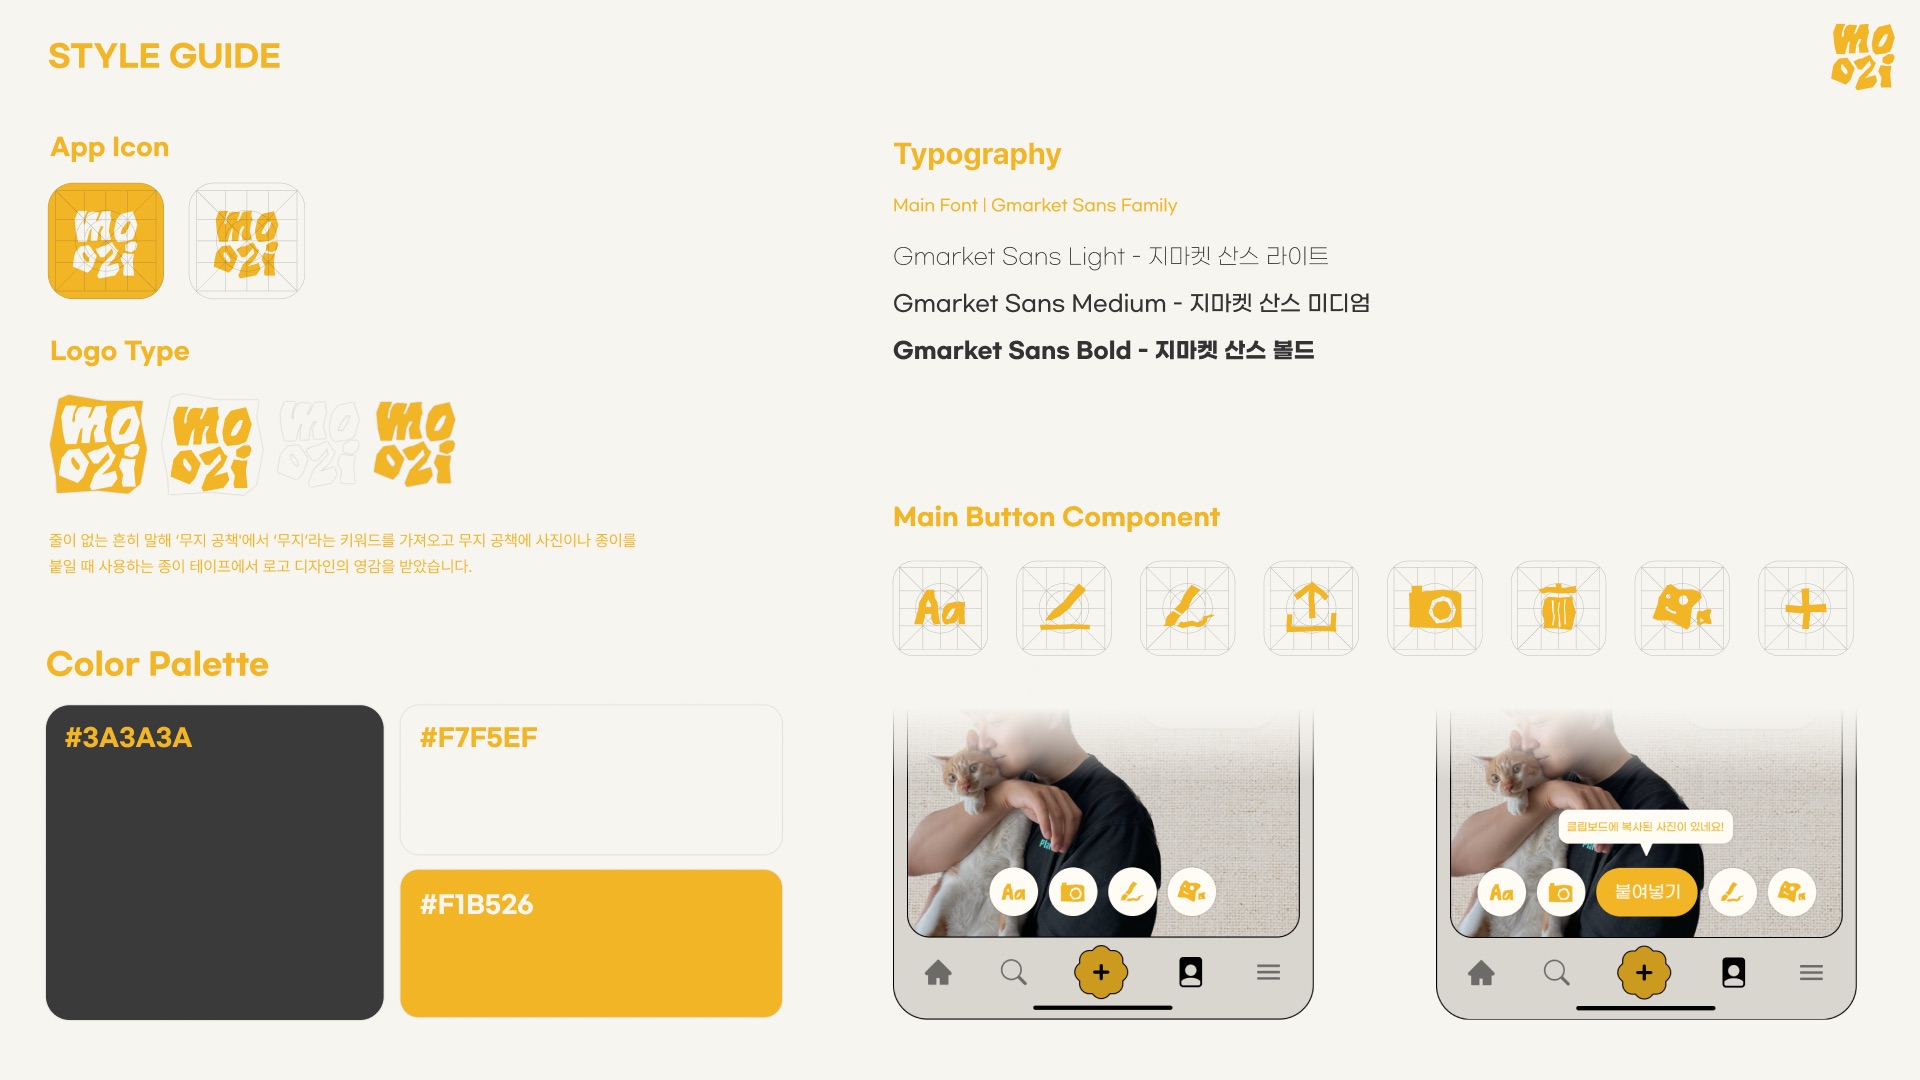 STYLE GUIDE
mo
ozi
App Icon
mo
ozi
mo
ozi
Logo Type
mo
ozi
mo
ozi
mo
ozi
mo
ozi
줄이 없는 흔히 말해 ‘무지 공책’에서 ‘무지’라는 키워드를 가져오고 무지 공책에 사진이나 종이를
붙일 때 사용하는 종이 테이프에서 로고 디자인의 영감을 받았습니다.
Color Palette
#3A3A3A
#F7F5EF
#F1B526
Typography
Main Font | Gmarket Sans Family
Gmarket Sans Light - 지마켓 산스 라이트
Gmarket Sans Medium - 지마켓 산스 미디엄
Gmarket Sans Bold - 지마켓 산스 볼드
Main Button Component
Aa
Aa
클립보드에 복사된 사진이 있네요!
Aa
붙여넣기